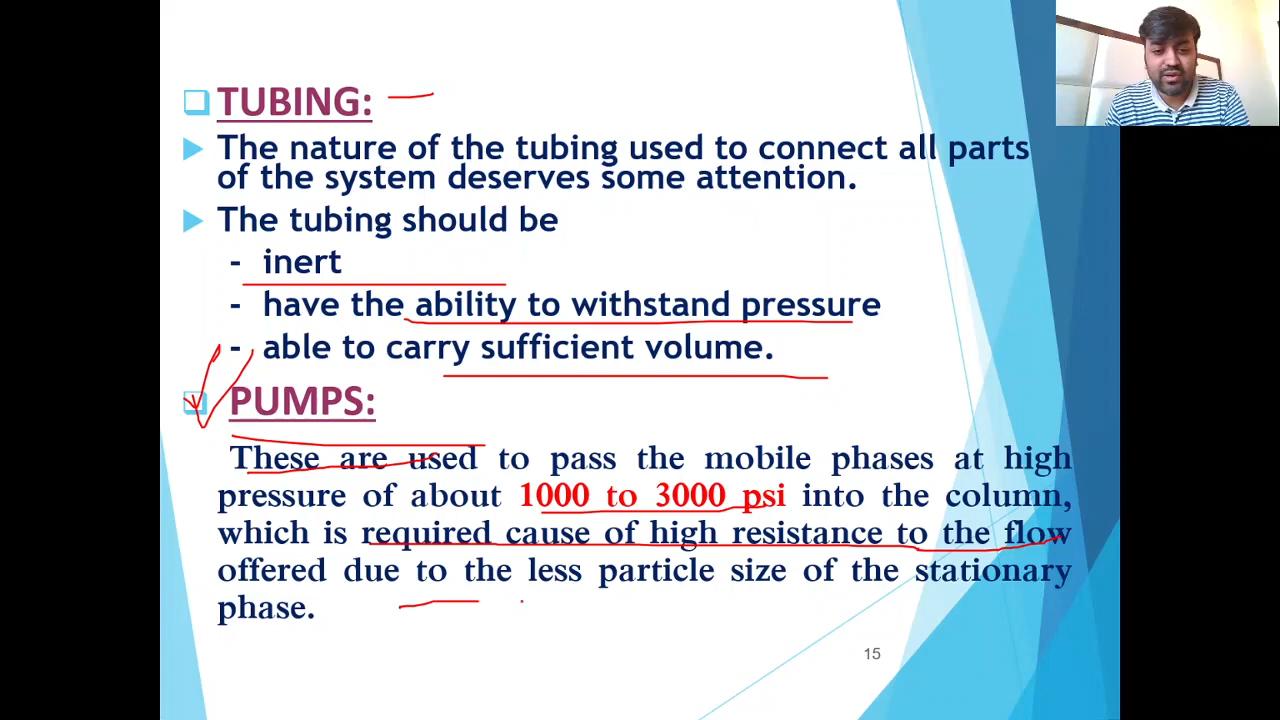 TUBING:
The nature of the tubing used to connect all parts
of the system deserves some attention.
The tubing should be
- inert
- have the ability to withstand pressure
- able to carry sufficient volume.
PUMPS:
These are used to pass the mobile phases at high
pressure of about 1000 to 3000 psi into the column,
which is required cause of high resistance to the flow
offered due to the less particle size of the stationary
phase.
15